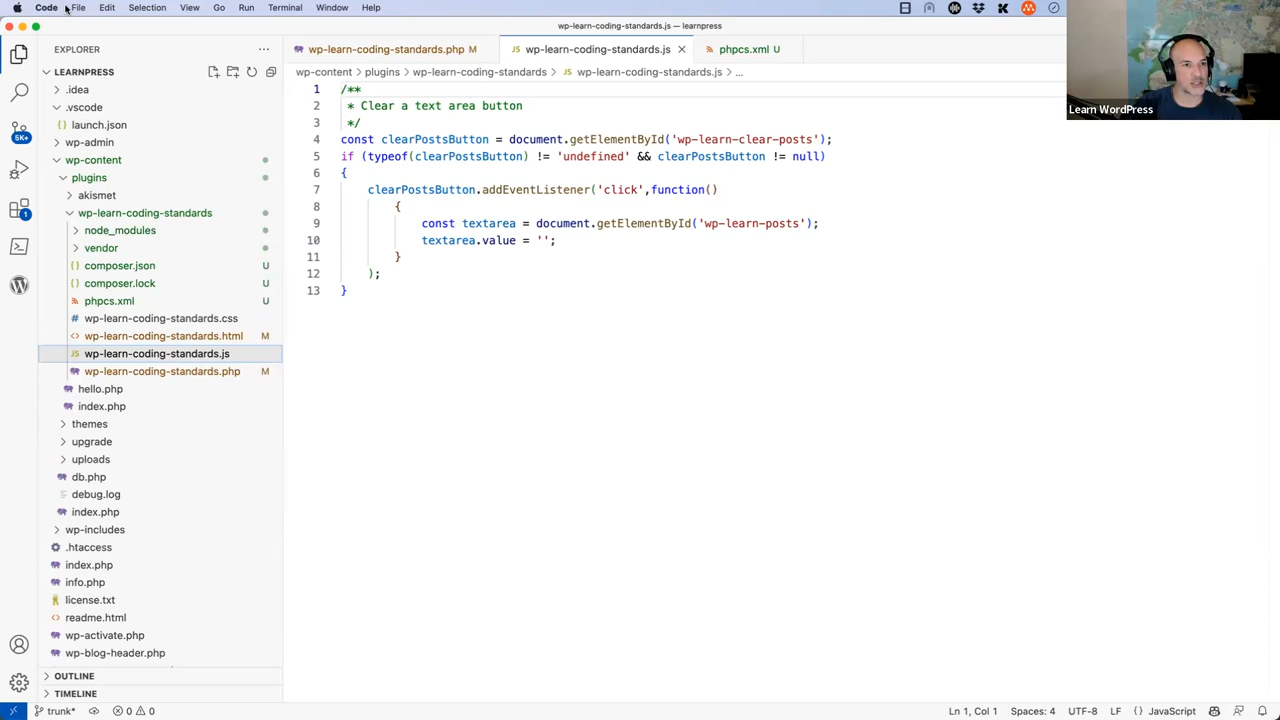 Code File Edit Selection View Go Run Terminal Window Help
wp-learn-coding-standards.js — learnpress
EXPLORER
wp-learn-coding-standards.php M
wp-learn-coding-standards.js
phpcs.xml U
LEARNPRESS
wp-content > plugins > wp-learn-coding-standards > JS wp-learn-coding-standards.js > ...
.idea
.vscode
launch.json
wp-admin
wp-content
plugins
akismet
wp-learn-coding-standards
node_modules
vendor
composer.json U
composer.lock U
phpcs.xml U
wp-learn-coding-standards.css
wp-learn-coding-standards.html M
JS wp-learn-coding-standards.js
wp-learn-coding-standards.php M
hello.php
index.php
themes
upgrade
uploads
db.php
debug.log
index.php
wp-includes
.htaccess
index.php
info.php
license.txt
readme.html
wp-activate.php
wp-blog-header.php
OUTLINE
TIMELINE
5K+
1
1 /**
2 * Clear a text area button
3 */
4 const clearPostsButton = document.getElementById('wp-learn-clear-posts');
5 if (typeof(clearPostsButton) != 'undefined' && clearPostsButton != null)
6 {
7 clearPostsButton.addEventListener('click',function()
8 {
9 const textarea = document.getElementById('wp-learn-posts');
10 textarea.value = '';
11 }
12 );
13 }
Learn WordPress
trunk* 0 0
Ln 1, Col 1 Spaces: 4 UTF-8 LF {} JavaScript